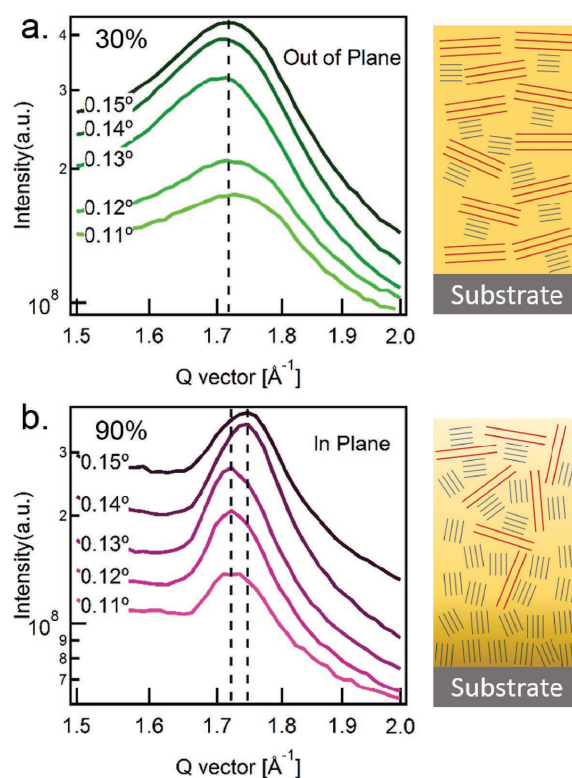 a.
30%
Out of Plane
Intensity(a.u.)
4
3
2
10⁸
0.15º
0.14º
0.13º
0.12º
0.11º
1.5 1.6 1.7 1.8 1.9 2.0
Q vector [Å⁻¹]
Substrate
b.
90%
In Plane
Intensity(a.u.)
3
2
10⁸
9
8
7
0.15º
0.14º
0.13º
0.12º
0.11º
1.5 1.6 1.7 1.8 1.9 2.0
Q vector [Å⁻¹]
Substrate